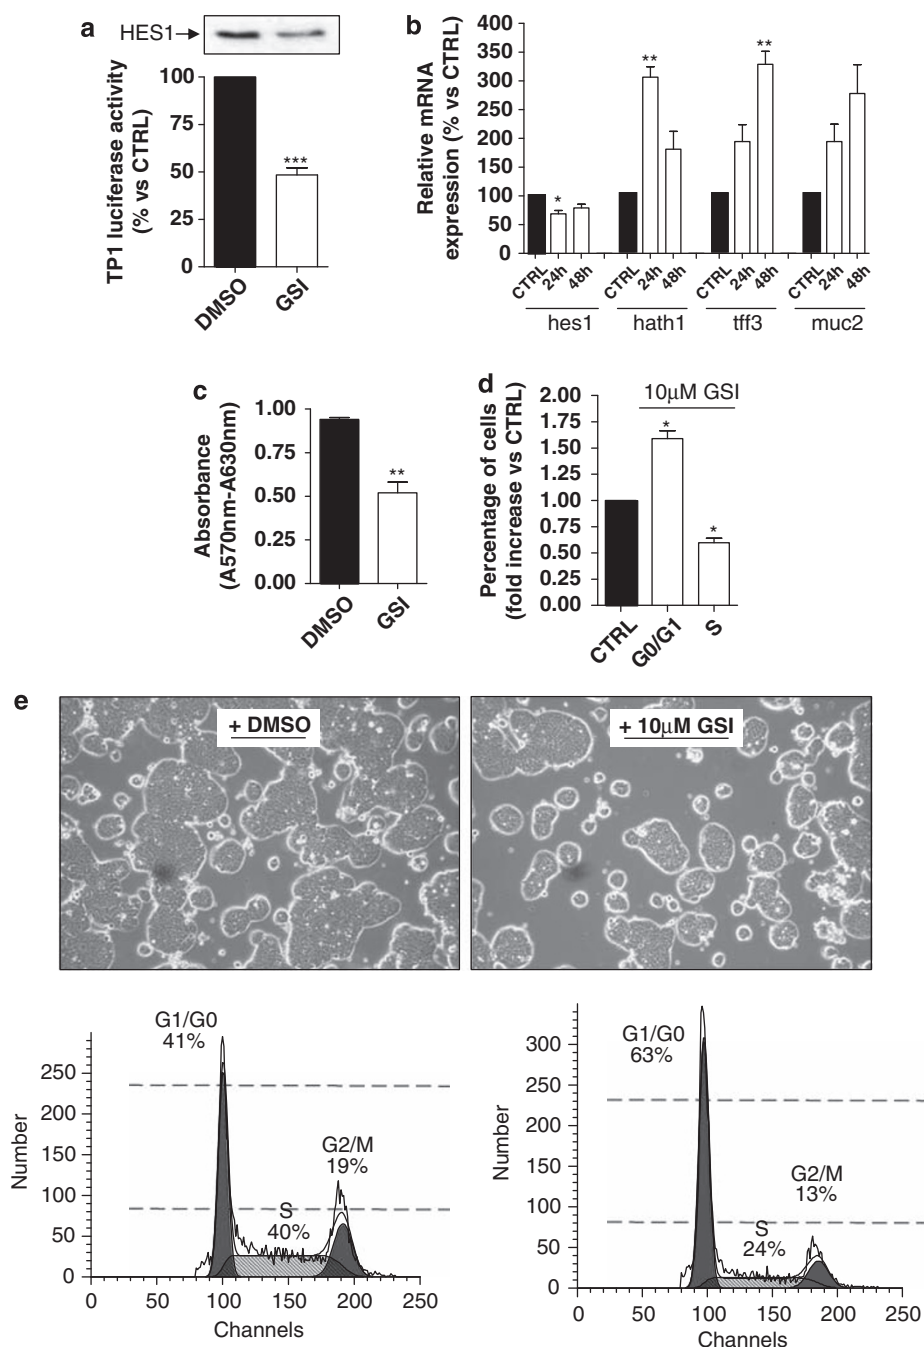 a
HES1
TP1 luciferase activity
(% vs CTRL)
100
75
50
25
0
***
DMSO
GSI
b
Relative mRNA
expression (% vs CTRL)
400
350
300
250
200
150
100
50
0
*
**
**
CTRL
24h
48h
CTRL
24h
48h
CTRL
24h
48h
CTRL
24h
48h
hes1
hath1
tff3
muc2
c
Absorbance
(A570nm-A630nm)
1.00
0.75
0.50
0.25
0.00
**
DMSO
GSI
d
Percentage of cells
(fold increase vs CTRL)
10μM GSI
2.00
1.75
1.50
1.25
1.00
0.75
0.50
0.25
0.00
*
*
CTRL
G0/G1
S
e
+ DMSO
+ 10μM GSI
G1/G0
41%
G2/M
19%
S
40%
Number
250
200
150
100
50
0
0 50 100 150 200 250
Channels
G1/G0
63%
G2/M
13%
S
24%
Number
300
250
200
150
100
50
0
0 50 100 150 200 250
Channels